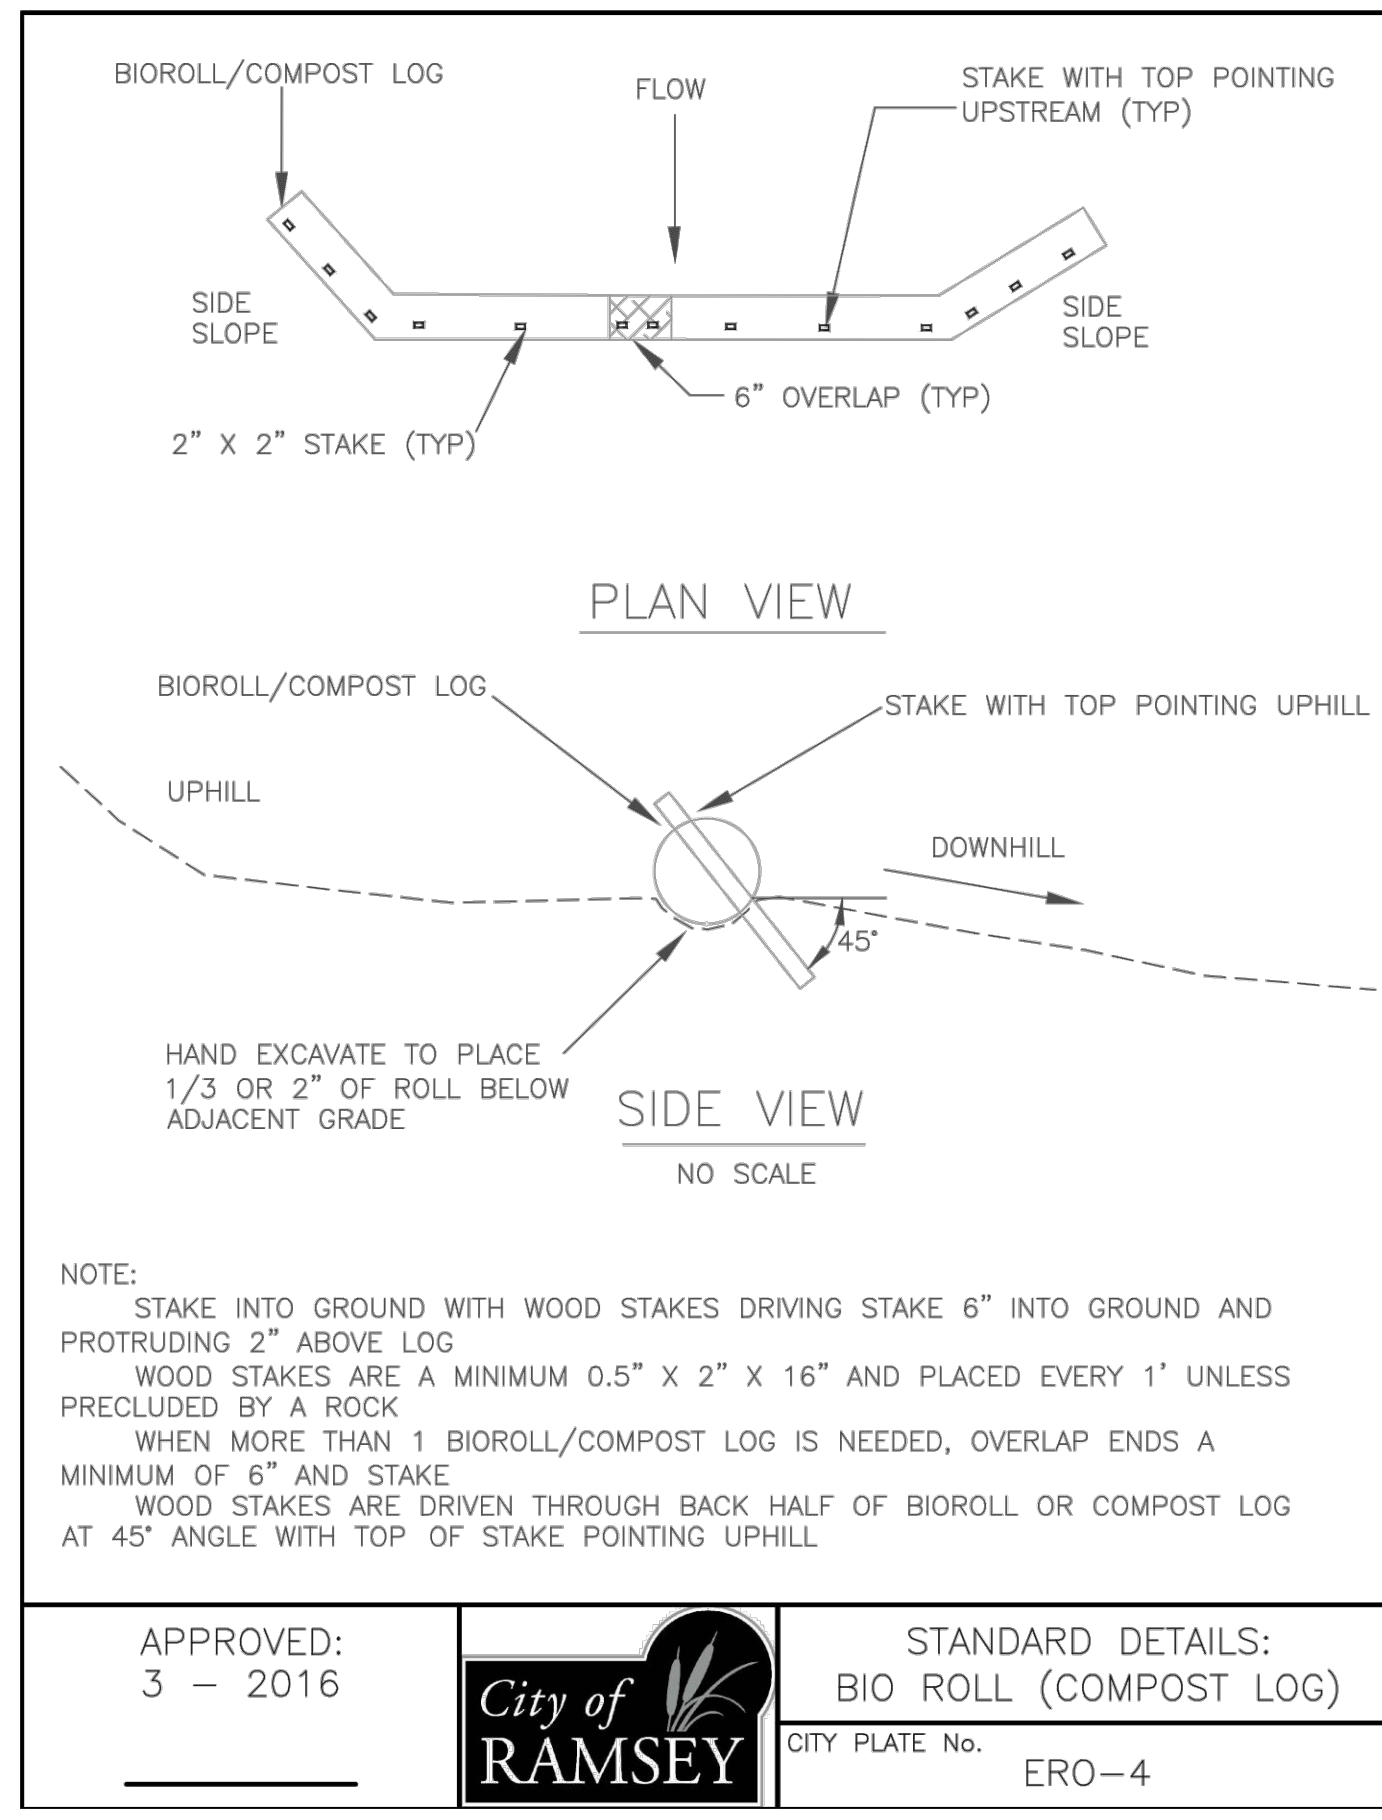 BIOROLL/COMPOST LOG
FLOW
STAKE WITH TOP POINTING
UPSTREAM (TYP)
SIDE
SLOPE
SIDE
SLOPE
6” OVERLAP (TYP)
2” X 2” STAKE (TYP)
PLAN VIEW
BIOROLL/COMPOST LOG
STAKE WITH TOP POINTING UPHILL
UPHILL
DOWNHILL
45°
HAND EXCAVATE TO PLACE
1/3 OR 2” OF ROLL BELOW
ADJACENT GRADE
SIDE VIEW
NO SCALE
NOTE:
STAKE INTO GROUND WITH WOOD STAKES DRIVING STAKE 6” INTO GROUND AND
PROTRUDING 2” ABOVE LOG
WOOD STAKES ARE A MINIMUM 0.5” X 2” X 16” AND PLACED EVERY 1’ UNLESS
PRECLUDED BY A ROCK
WHEN MORE THAN 1 BIOROLL/COMPOST LOG IS NEEDED, OVERLAP ENDS A
MINIMUM OF 6” AND STAKE
WOOD STAKES ARE DRIVEN THROUGH BACK HALF OF BIOROLL OR COMPOST LOG
AT 45° ANGLE WITH TOP OF STAKE POINTING UPHILL
APPROVED:
3 – 2016
City of
RAMSEY
STANDARD DETAILS:
BIO ROLL (COMPOST LOG)
CITY PLATE No.
ERO–4